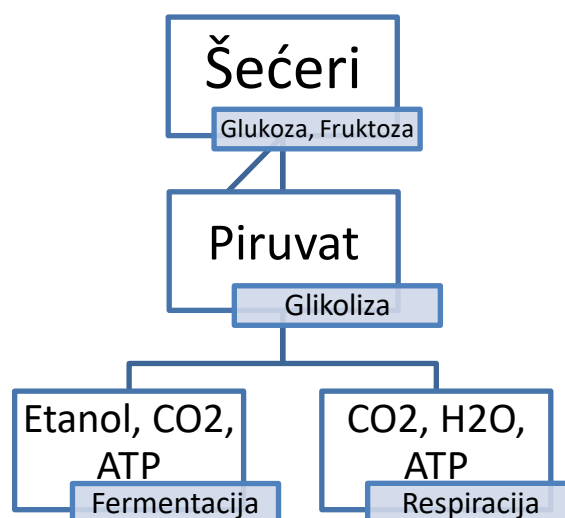 Šećeri
Glukoza, Fruktoza
Piruvat
Glikoliza
Etanol, CO2,
ATP
Fermentacija
CO2, H2O,
ATP
Respiracija